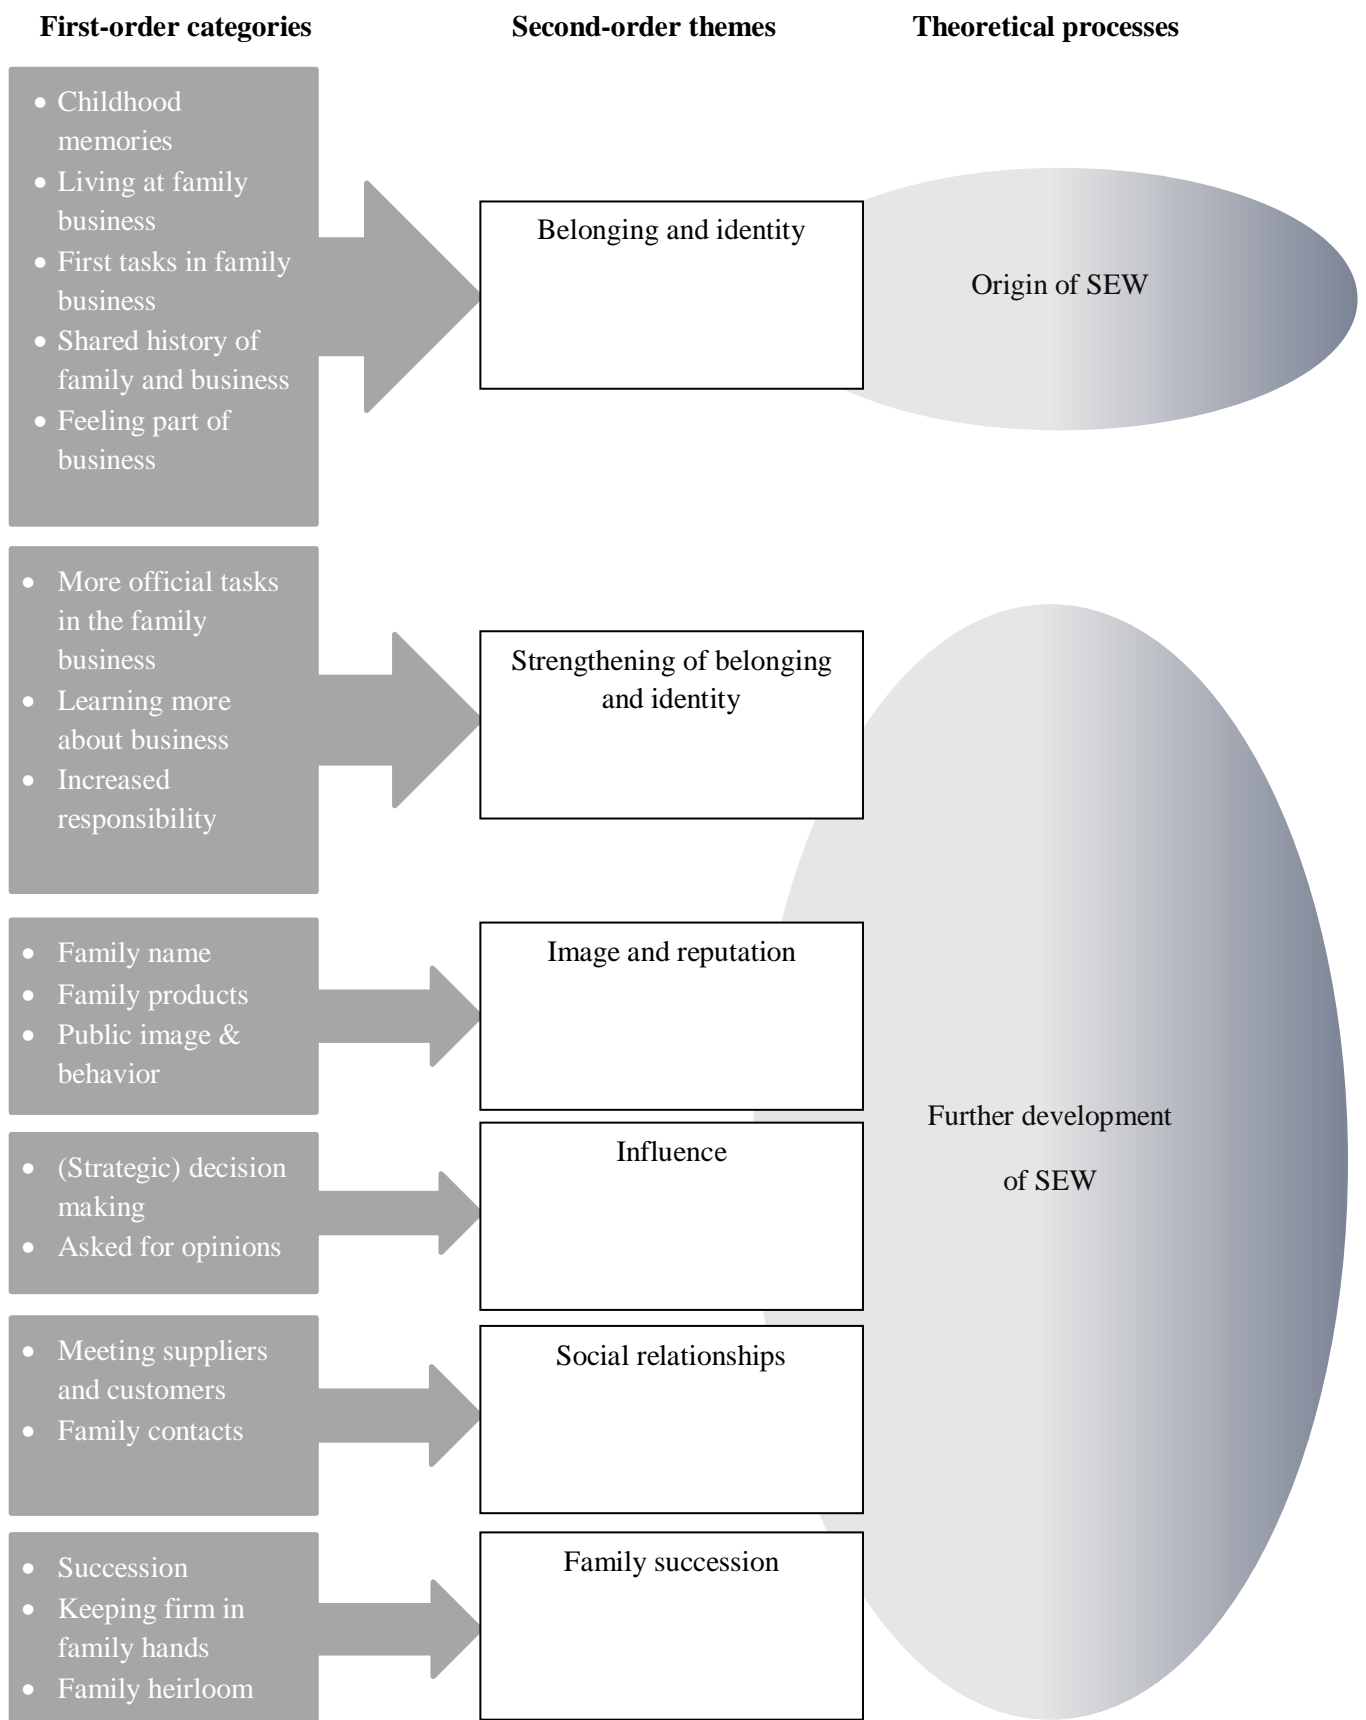 First-order categories
Second-order themes
Theoretical processes
• Childhood
memories
• Living at family
business
• First tasks in family
business
• Shared history of
family and business
• Feeling part of
business
Belonging and identity
Origin of SEW
• More official tasks
in the family
business
• Learning more
about business
• Increased
responsibility
Strengthening of belonging
and identity
• Family name
• Family products
• Public image &
behavior
Image and reputation
• (Strategic) decision
making
• Asked for opinions
Influence
Further development
of SEW
• Meeting suppliers
and customers
• Family contacts
Social relationships
• Succession
• Keeping firm in
family hands
• Family heirloom
Family succession